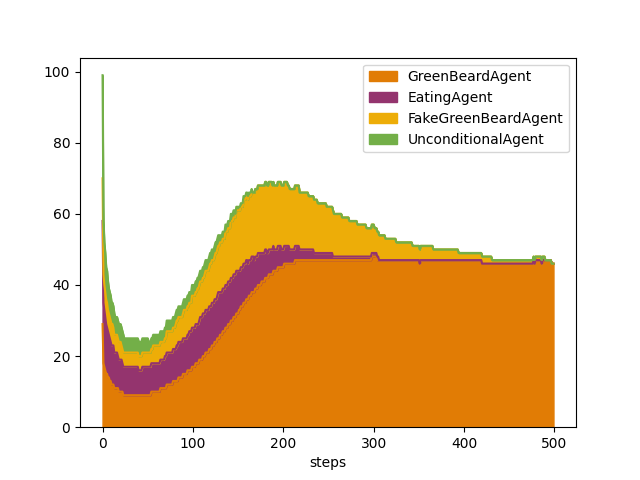 100
80
60
40
20
0
GreenBeardAgent
EatingAgent
FakeGreenBeardAgent
UnconditionalAgent
0 100 200 300 400 500
steps